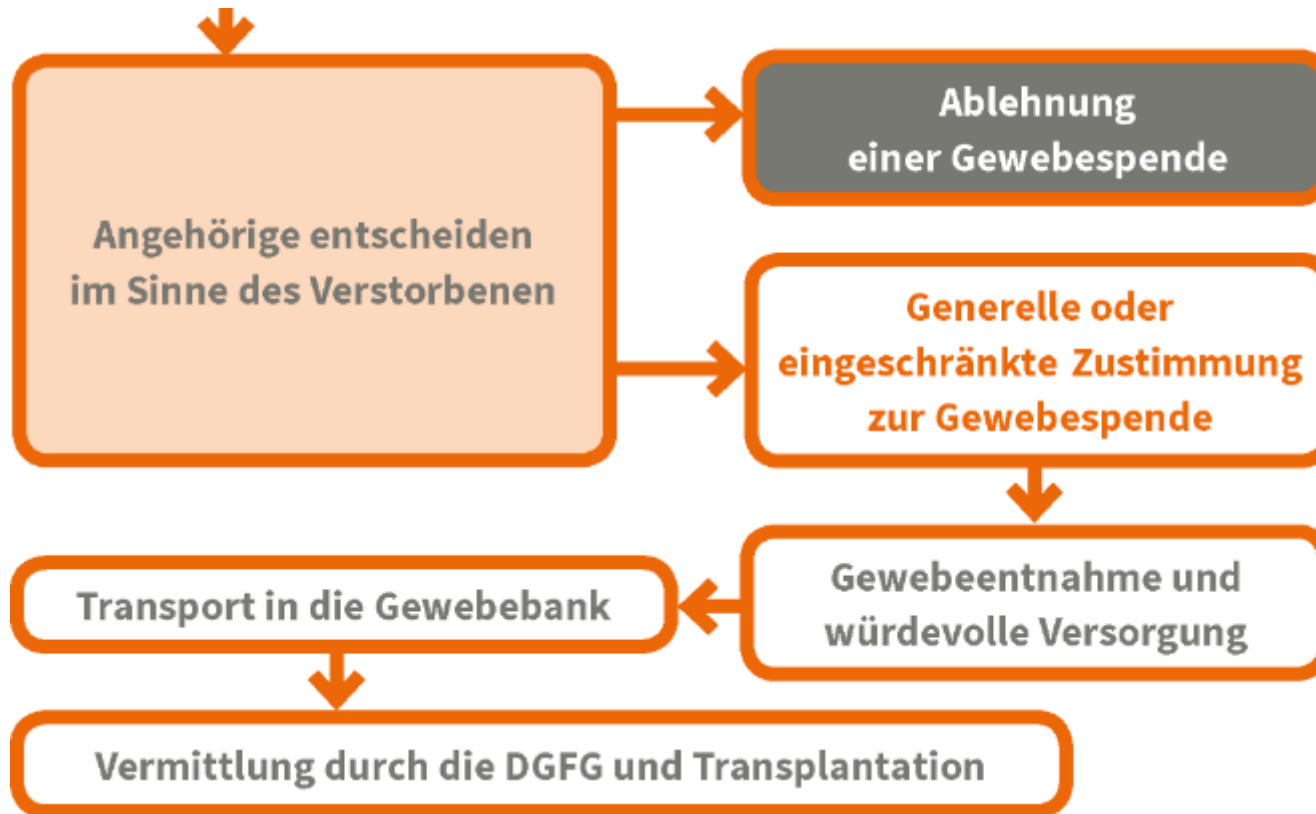 Angehörige entscheiden
im Sinne des Verstorbenen
Ablehnung
einer Gewebespende
Generelle oder
eingeschränkte Zustimmung
zur Gewebespende
Gewebeentnahme und
würdevolle Versorgung
Transport in die Gewebebank
Vermittlung durch die DGFG und Transplantation